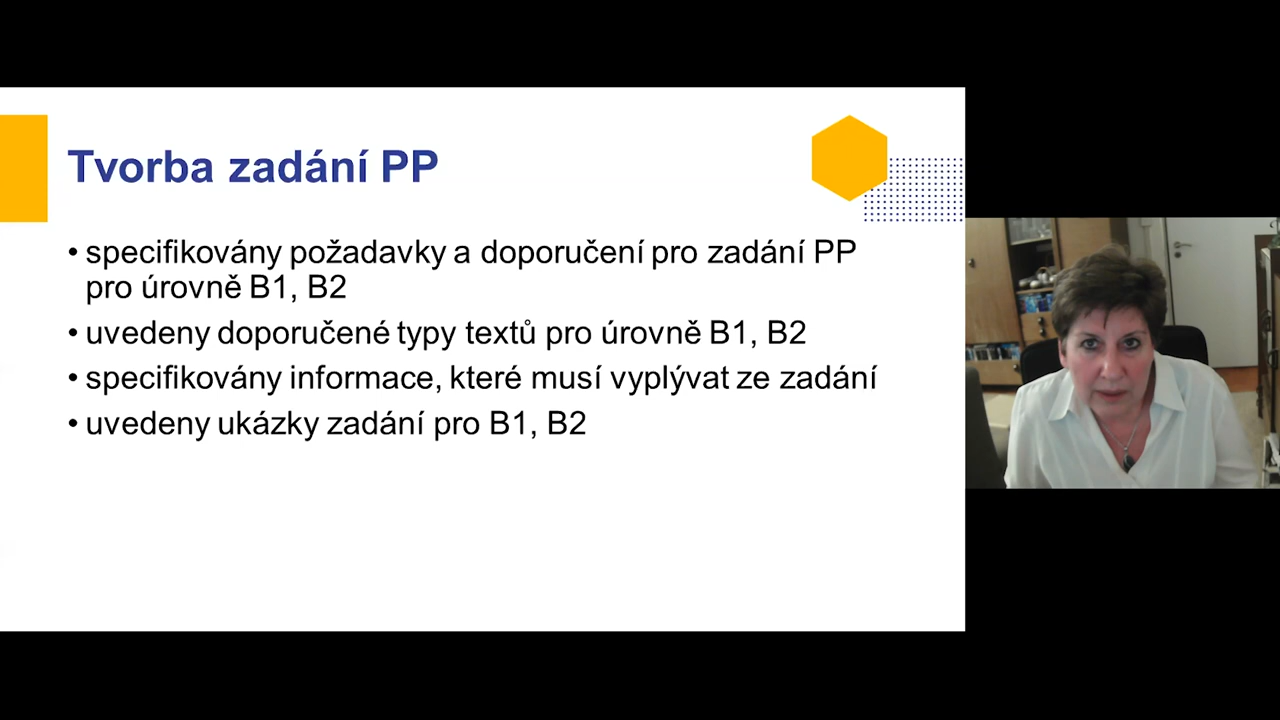 Tvorba zadání PP
• specifikovány požadavky a doporučení pro zadání PP
pro úrovně B1, B2
• uvedeny doporučené typy textů pro úrovně B1, B2
• specifikovány informace, které musí vyplývat ze zadání
• uvedeny ukázky zadání pro B1, B2